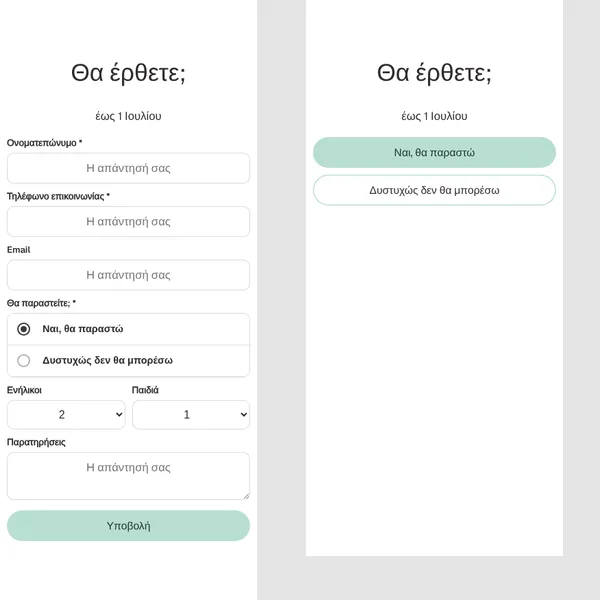 Θα έρθετε;
έως 1 Ιουλίου
Ονοματεπώνυμο *
Η απάντησή σας
Τηλέφωνο επικοινωνίας *
Η απάντησή σας
Email
Η απάντησή σας
Θα παραστείτε; *
Ναι, θα παραστώ
Δυστυχώς δεν θα μπορέσω
Ενήλικοι Παιδιά
2 1
Παρατηρήσεις
Η απάντησή σας
Υποβολή
Θα έρθετε;
έως 1 Ιουλίου
Ναι, θα παραστώ
Δυστυχώς δεν θα μπορέσω